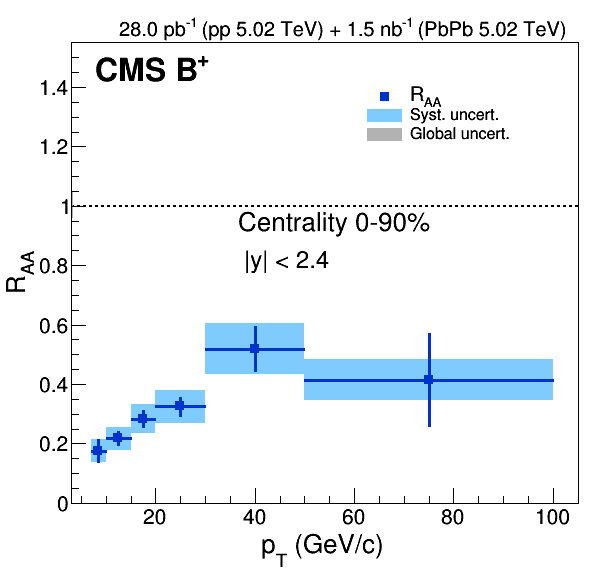 28.0 pb⁻¹ (pp 5.02 TeV) + 1.5 nb⁻¹ (PbPb 5.02 TeV)
CMS B⁺
R_AA
Syst. uncert.
Global uncert.
Centrality 0-90%
|y| < 2.4
R_AA
1.4
1.2
1
0.8
0.6
0.4
0.2
0
20 40 60 80 100
p_T (GeV/c)